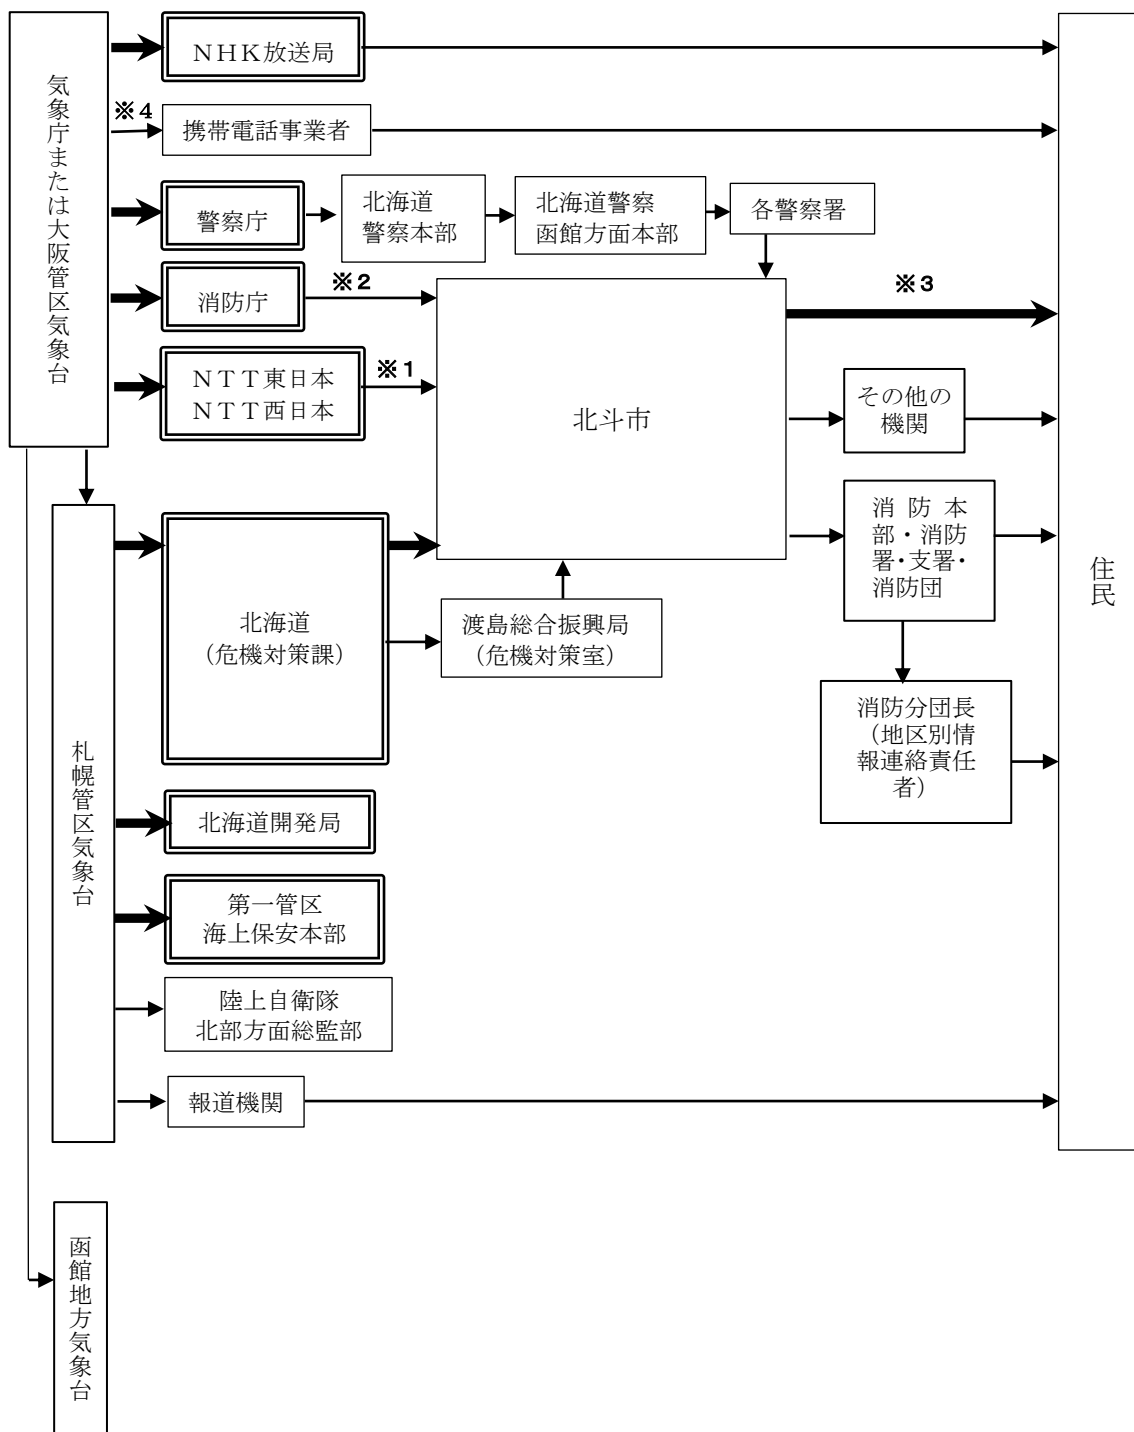 気象庁または大阪管区気象台
ＮＨＫ放送局
※４
携帯電話事業者
警察庁
北海道
警察本部
北海道警察
函館方面本部
各警察署
消防庁
※２
ＮＴＴ東日本
ＮＴＴ西日本
※１
北斗市
※３
その他の
機関
消防本
部・消防
署・支署・
消防団
消防分団長
（地区別情
報連絡責任
者）
住民
札幌管区気象台
北海道
（危機対策課）
渡島総合振興局
（危機対策室）
北海道開発局
第一管区
海上保安本部
陸上自衛隊
北部方面総監部
報道機関
函館地方気象台